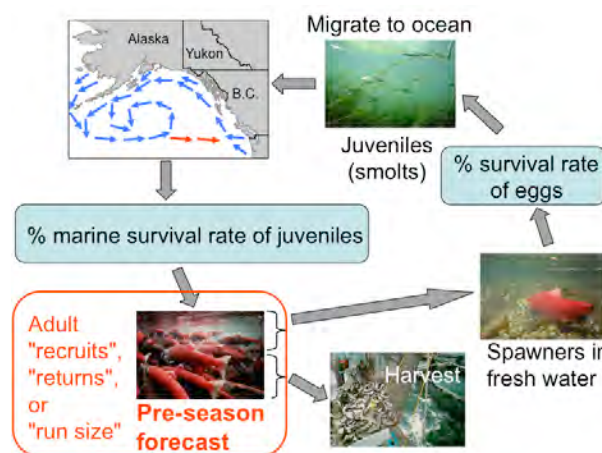 Migrate to ocean
Alaska
Yukon
B.C.
Juveniles
(smolts)
% survival rate
of eggs
% marine survival rate of juveniles
Adult
"recruits",
"returns",
or
"run size"
Pre-season
forecast
Harvest
Spawners in
fresh water